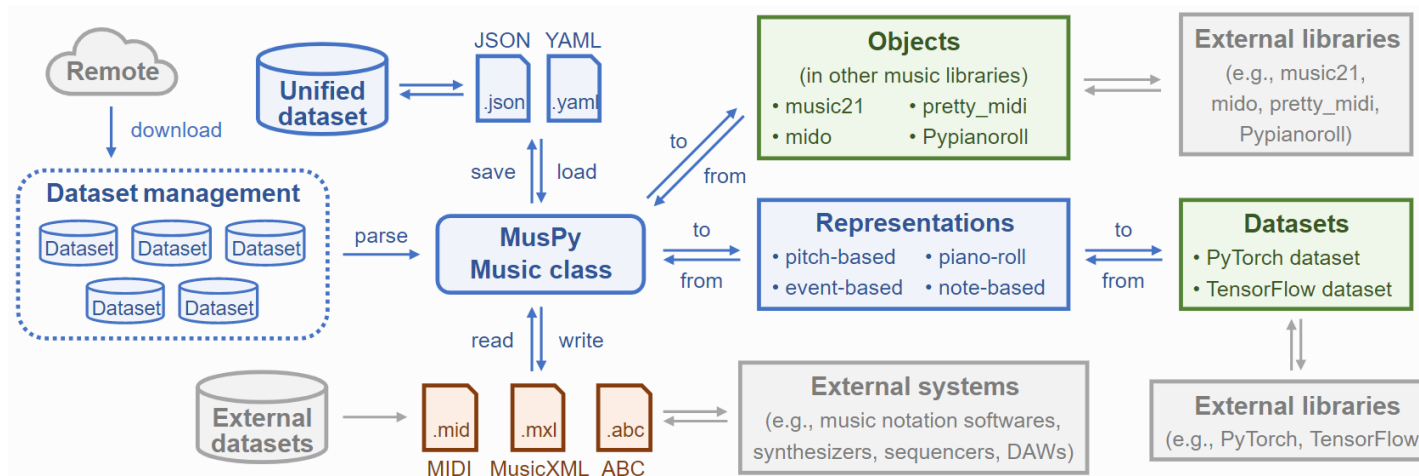 Remote
download
Dataset management
Dataset
Dataset
Dataset
Dataset
Dataset
parse
Unified
dataset
JSON
YAML
.json
.yaml
save
load
MusPy
Music class
read
write
External
datasets
.mid
.mxl
.abc
MIDI
MusicXML
ABC
to
from
Objects
(in other music libraries)
• music21 • pretty_midi
• mido • Pypianoroll
External libraries
(e.g., music21,
mido, pretty_midi,
Pypianoroll)
to
from
Representations
• pitch-based • piano-roll
• event-based • note-based
to
from
Datasets
• PyTorch dataset
• TensorFlow dataset
External systems
(e.g., music notation softwares,
synthesizers, sequencers, DAWs)
External libraries
(e.g., PyTorch, TensorFlow